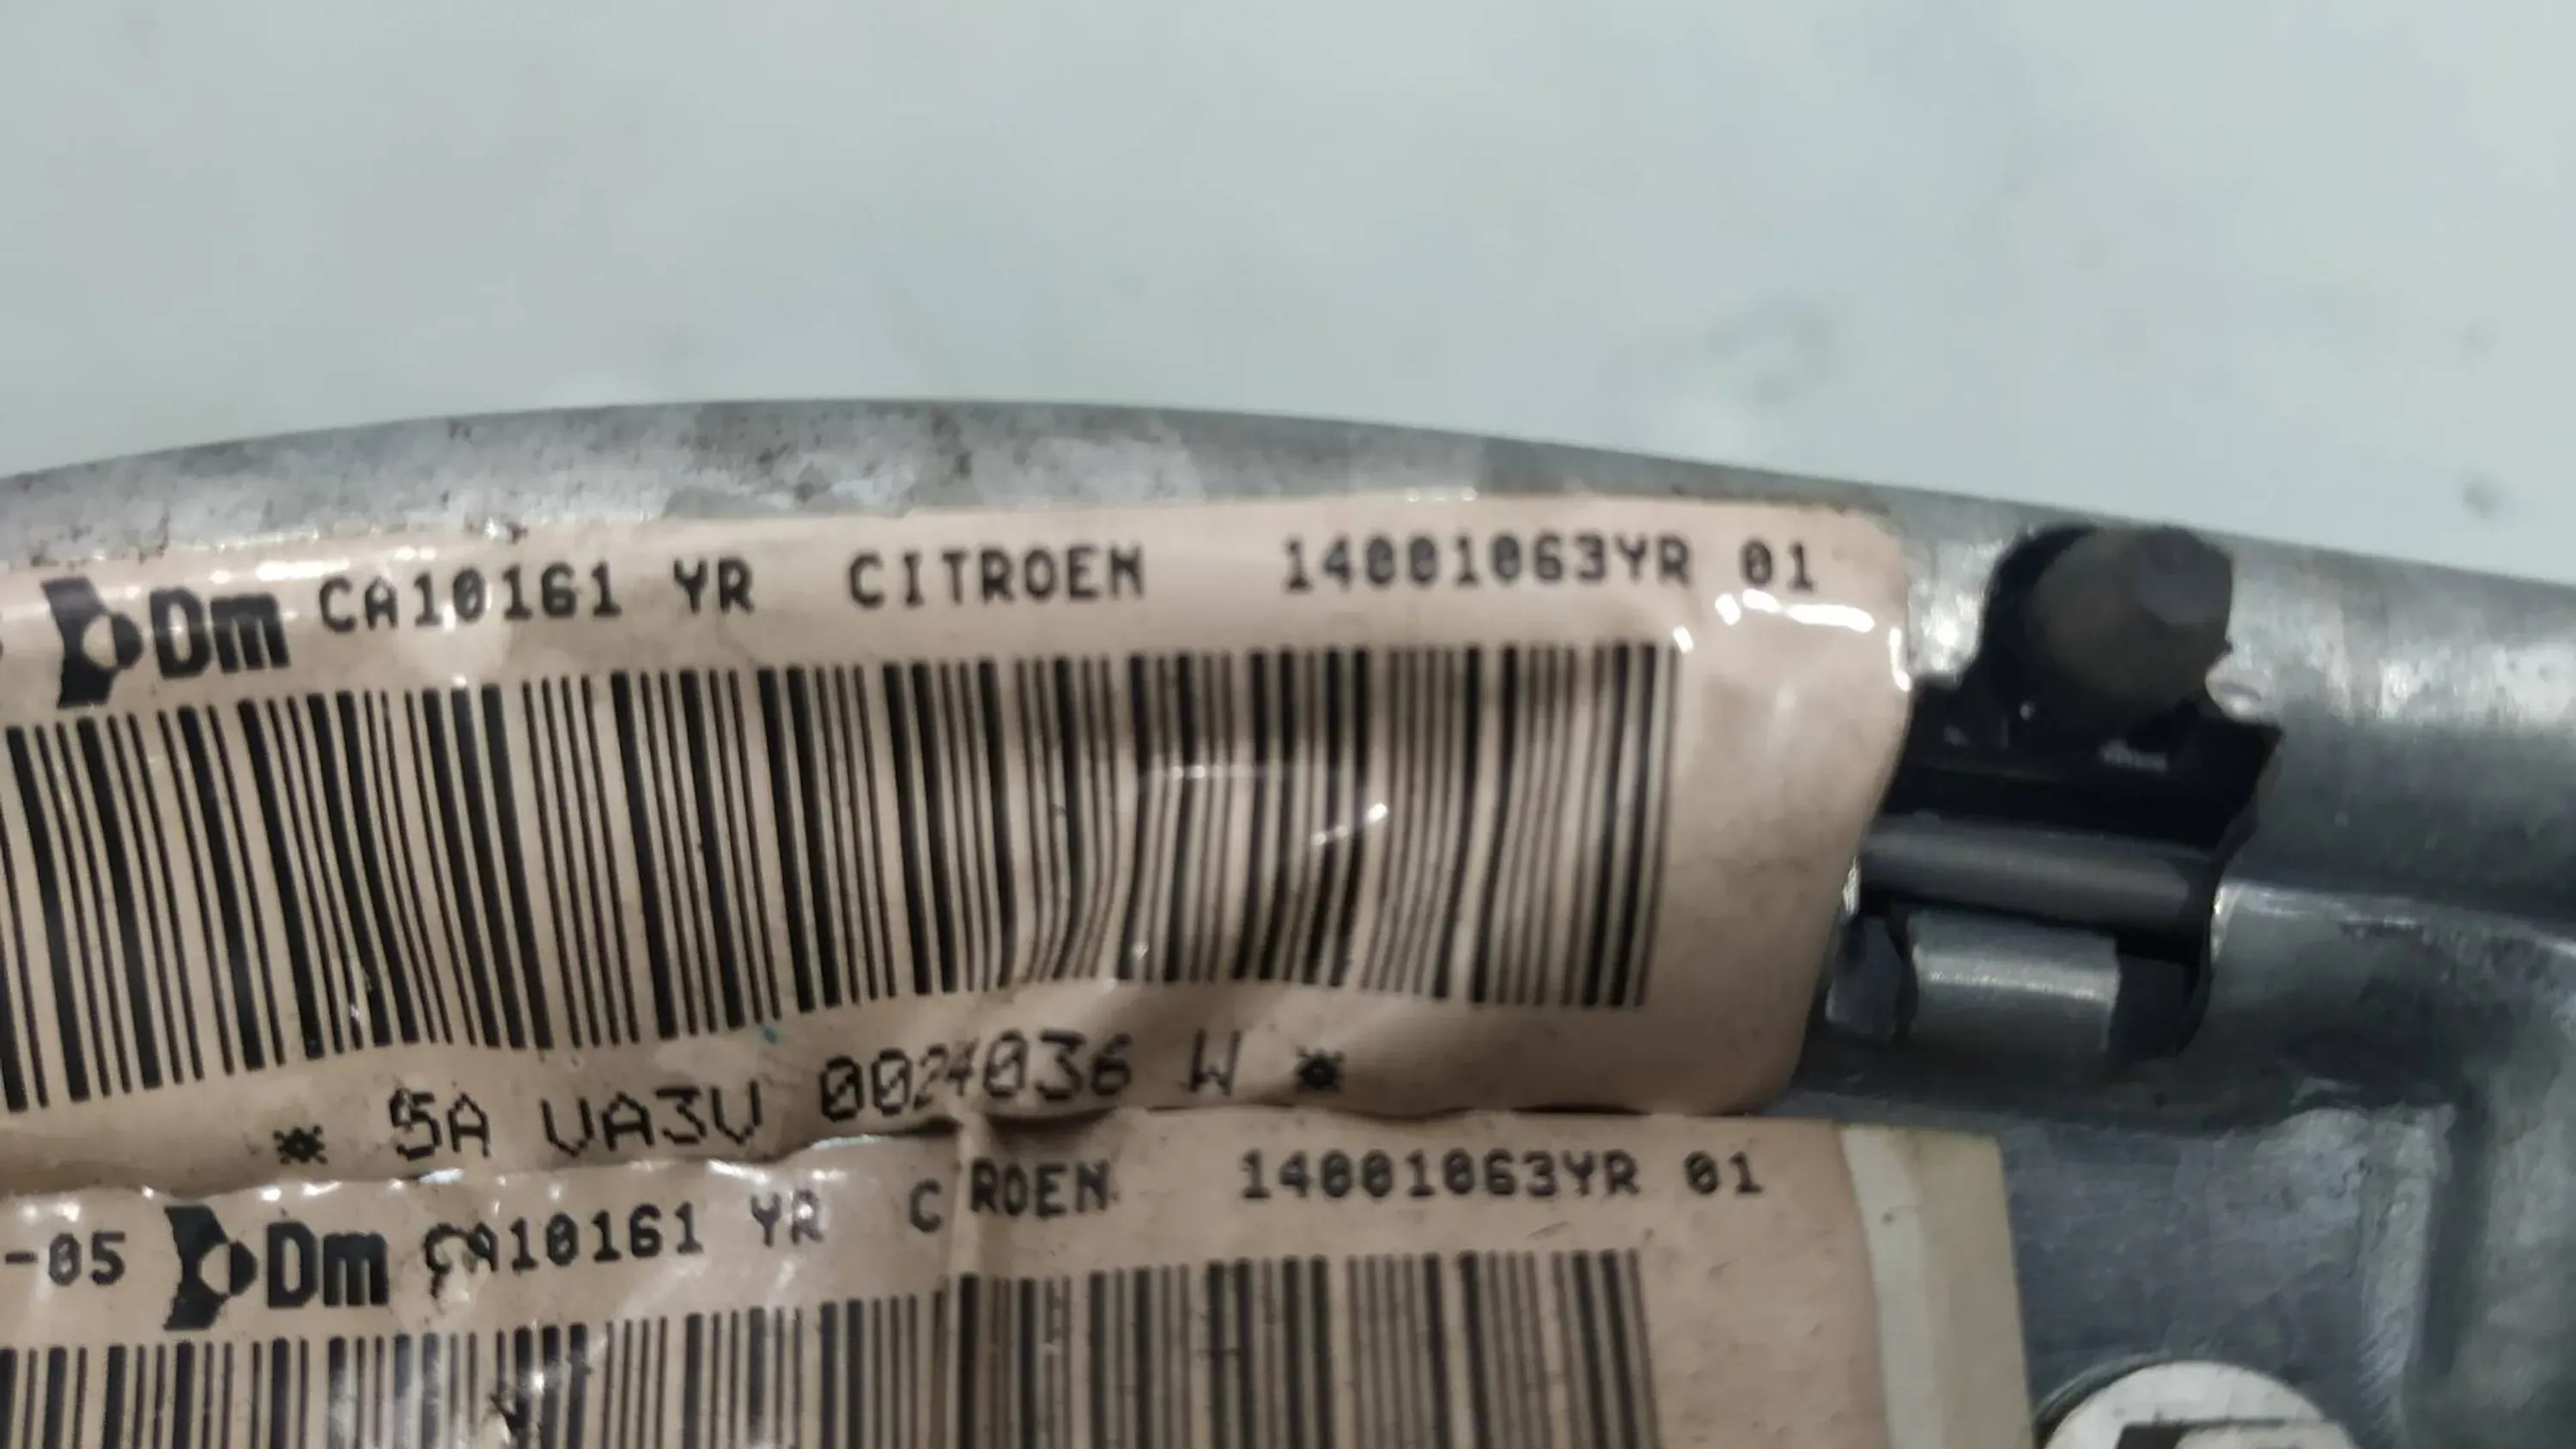 Dm CA10161 YR CITROEN 14001063YR 01
* 5A VA3V 0024036 W *
-05 Dm CA10161 YR C ROEN 14001063YR 01